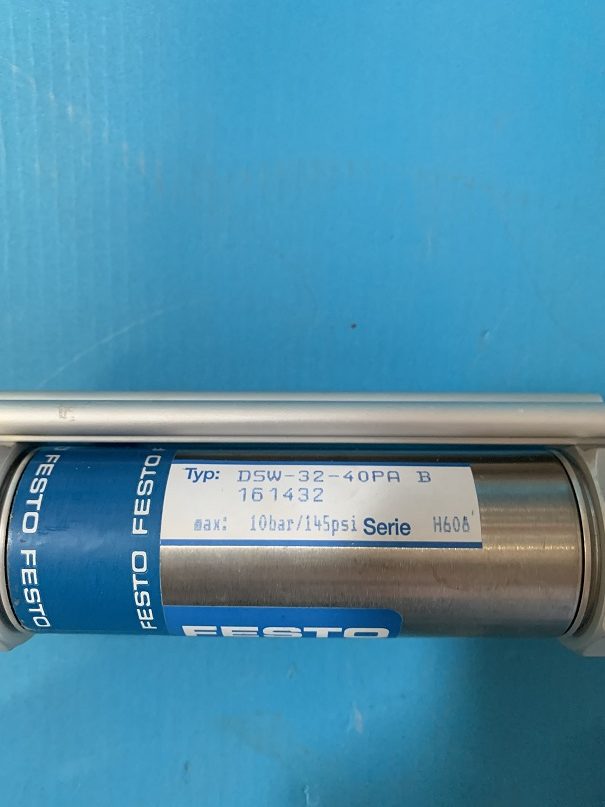 Typ: DSW-32-40PA B
161432
max: 10bar/145psi Serie H608
FESTO FESTO
FESTO FESTO F
FESTO